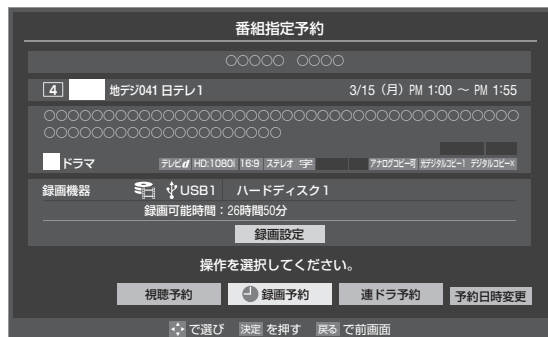 番組指定予約
○○○○○ ○○○○
4 地デジ041 日テレ1 3/15（月）PM 1:00 ～ PM 1:55
○○○○○○○○○○○○○○○○○○○○○○○○○○○○○○○○○○○○○○○○
○○○○○○○○○○○○○○○○○○○○
ドラマ テレビd HD:1080i 16:9 ステレオ 字 アナログコピー可 光デジタルコピー1 デジタルコピー×
録画機器 USB1 ハードディスク1
録画可能時間：26時間50分
録画設定
操作を選択してください。
視聴予約 録画予約 連ドラ予約 予約日時変更
で選び 決定 を押す 戻る で前画面